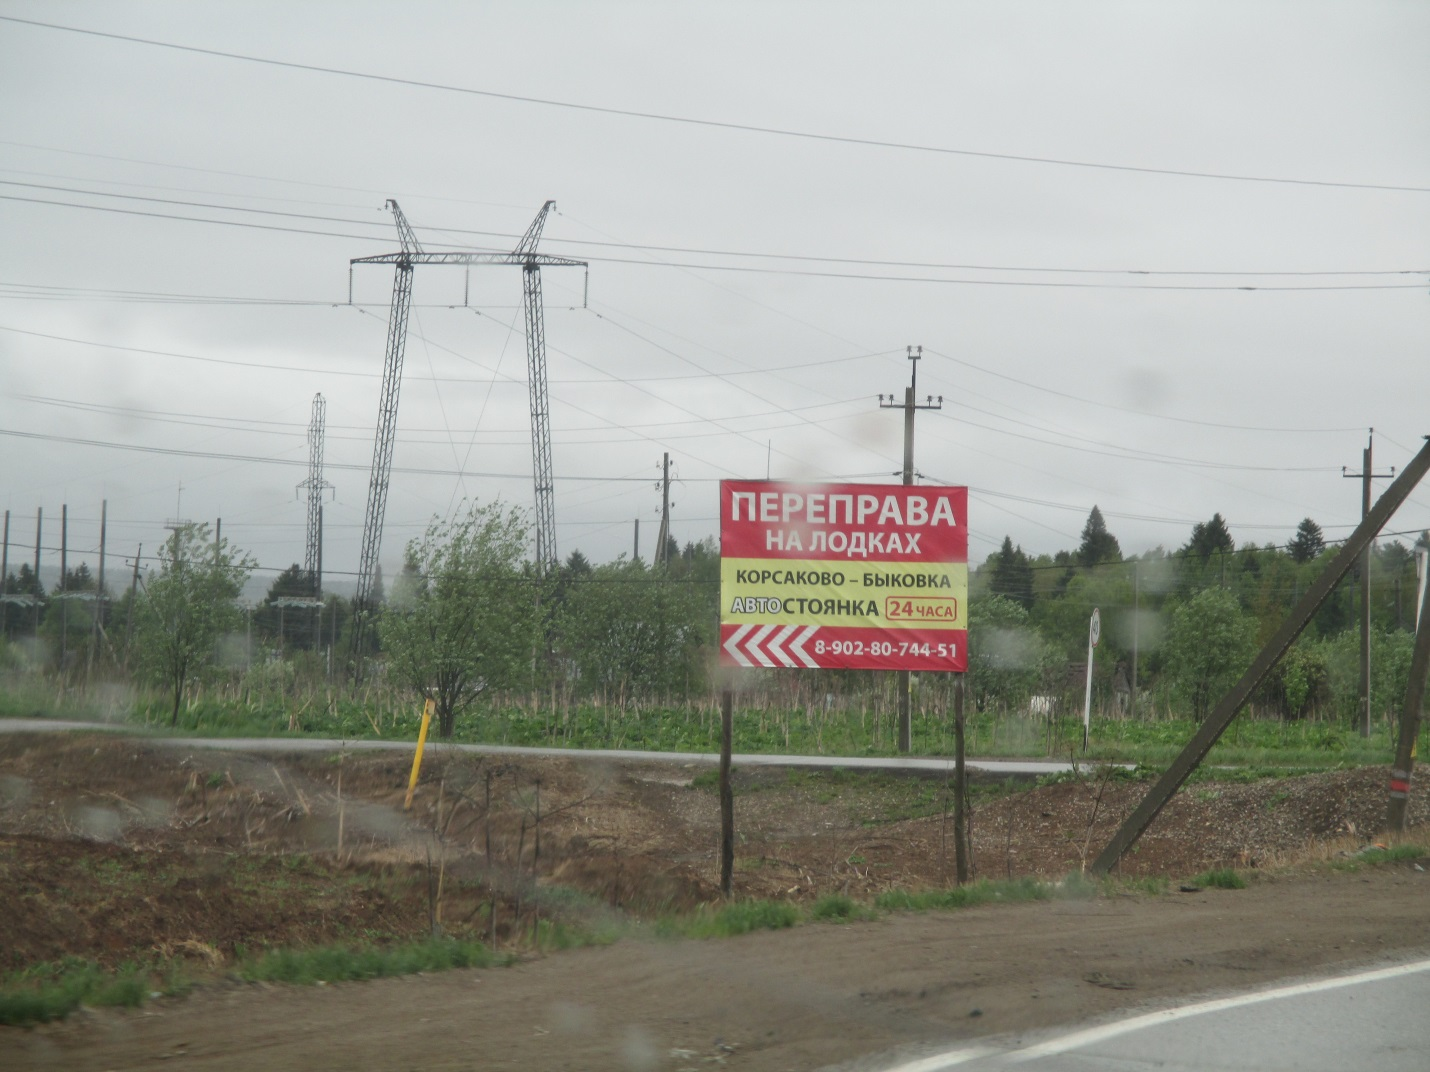 ПЕРЕПРАВА
НА ЛОДКАХ
КОРСАКОВО – БЫКОВКА
АВТОСТОЯНКА 24 ЧАСА
8-902-80-744-51